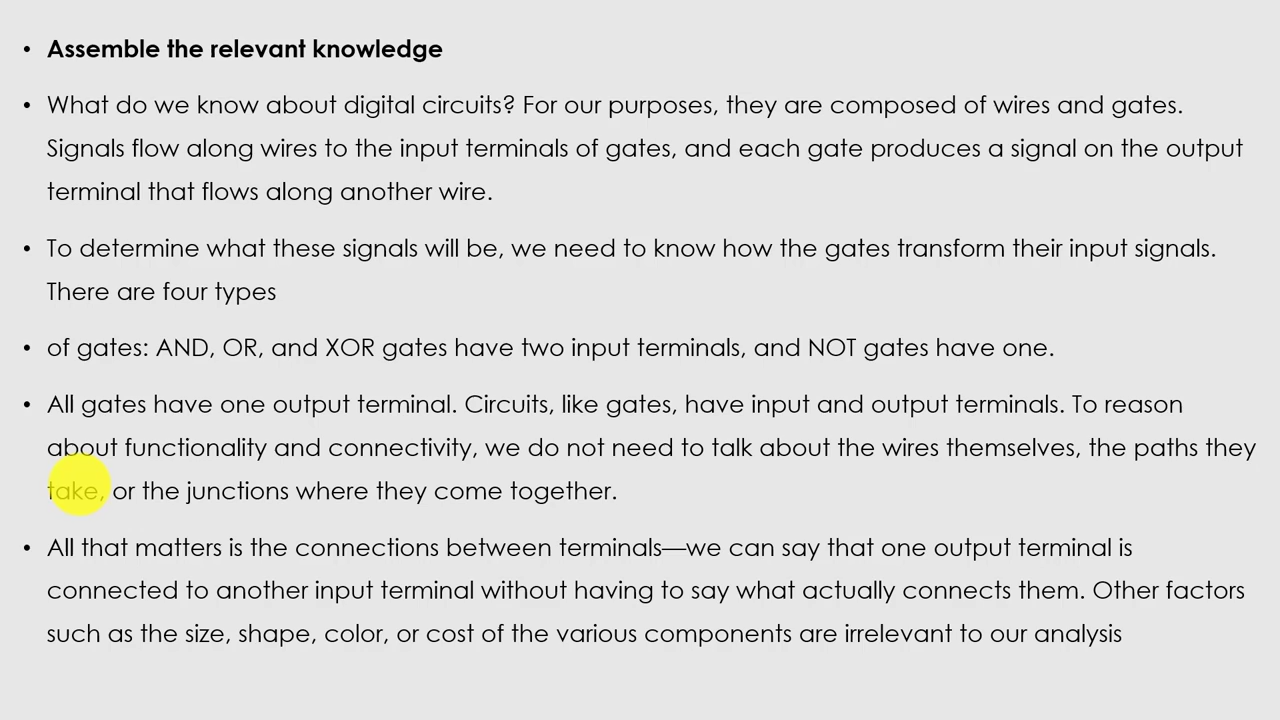 • Assemble the relevant knowledge
• What do we know about digital circuits? For our purposes, they are composed of wires and gates.
Signals flow along wires to the input terminals of gates, and each gate produces a signal on the output
terminal that flows along another wire.
• To determine what these signals will be, we need to know how the gates transform their input signals.
There are four types
• of gates: AND, OR, and XOR gates have two input terminals, and NOT gates have one.
• All gates have one output terminal. Circuits, like gates, have input and output terminals. To reason
about functionality and connectivity, we do not need to talk about the wires themselves, the paths they
take, or the junctions where they come together.
• All that matters is the connections between terminals—we can say that one output terminal is
connected to another input terminal without having to say what actually connects them. Other factors
such as the size, shape, color, or cost of the various components are irrelevant to our analysis